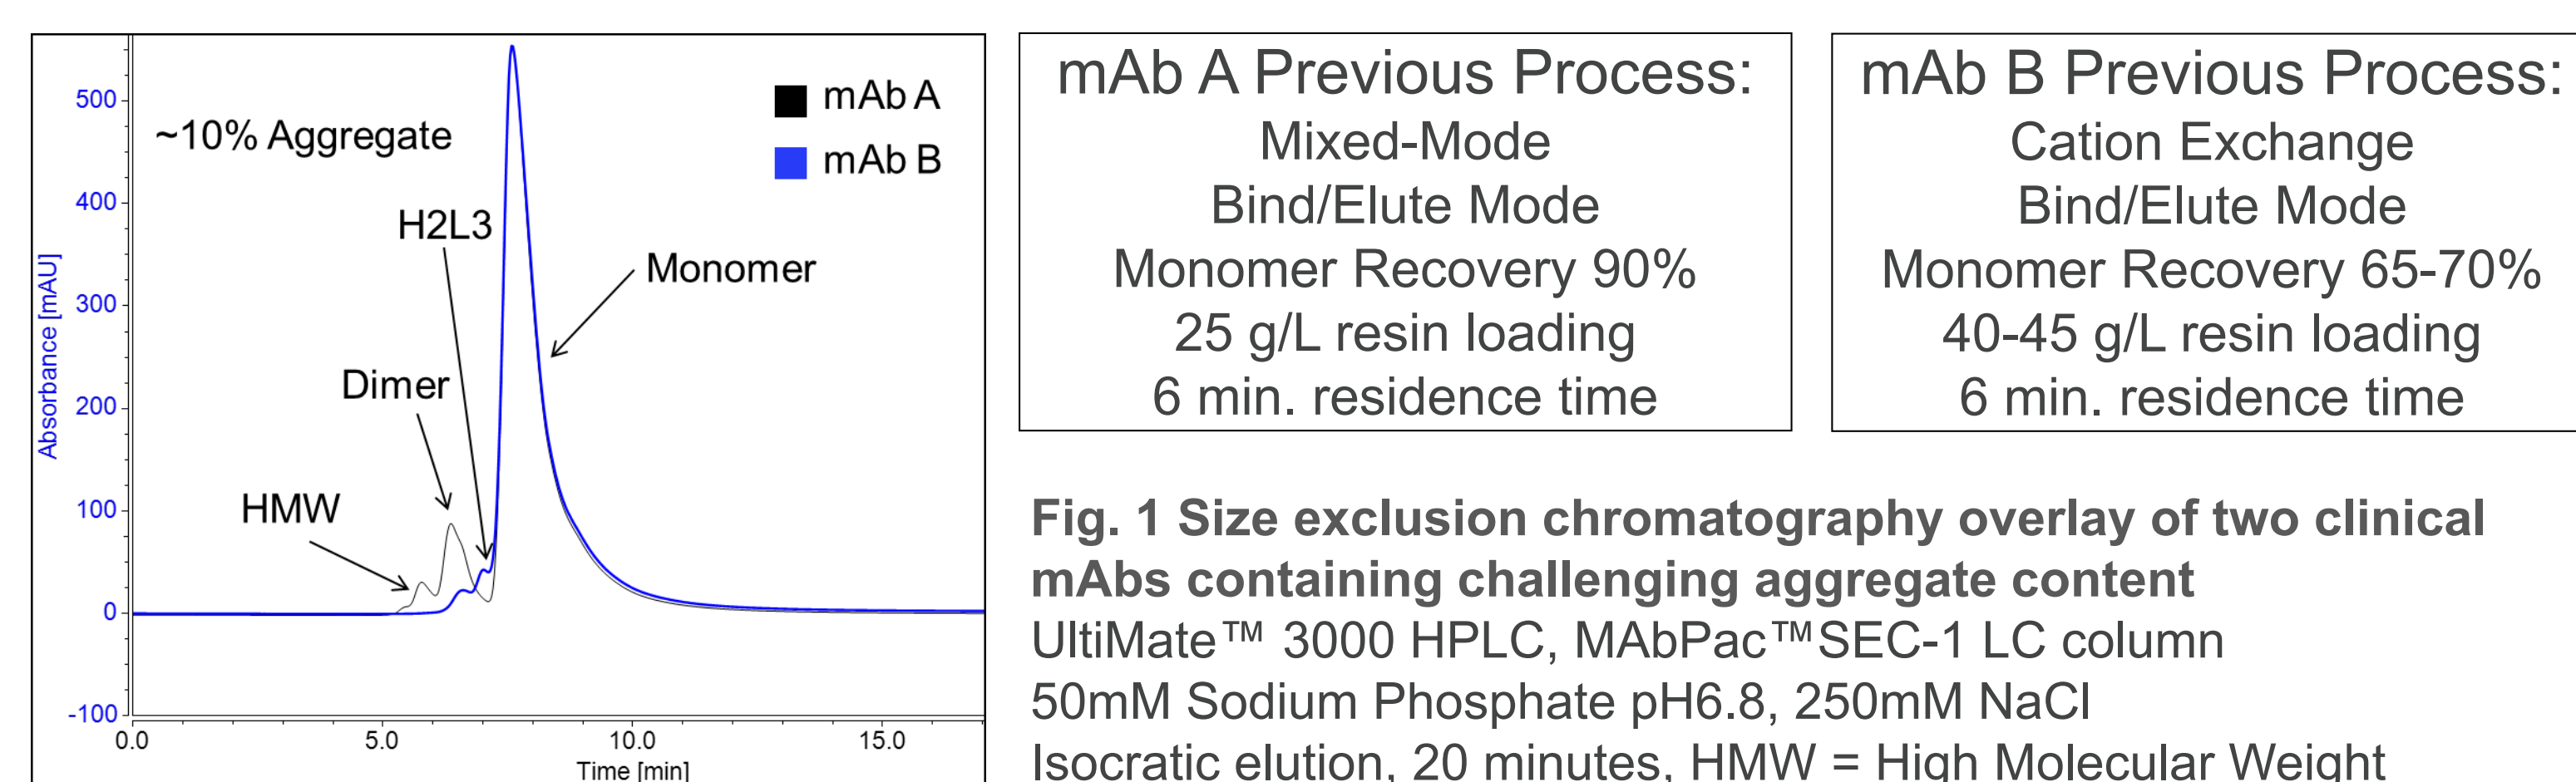 ~10% Aggregate
mAb A
mAb B
H2L3
Monomer
Dimer
HMW
Absorbance [mAU]
500
400
300
200
100
0
-100
0.0
5.0
10.0
15.0
Time [min]
mAb A Previous Process:
Mixed-Mode
Bind/Elute Mode
Monomer Recovery 90%
25 g/L resin loading
6 min. residence time
mAb B Previous Process:
Cation Exchange
Bind/Elute Mode
Monomer Recovery 65-70%
40-45 g/L resin loading
6 min. residence time
Fig. 1 Size exclusion chromatography overlay of two clinical
mAbs containing challenging aggregate content
UltiMate™ 3000 HPLC, MAbPac™SEC-1 LC column
50mM Sodium Phosphate pH6.8, 250mM NaCl
Isocratic elution, 20 minutes, HMW = High Molecular Weight